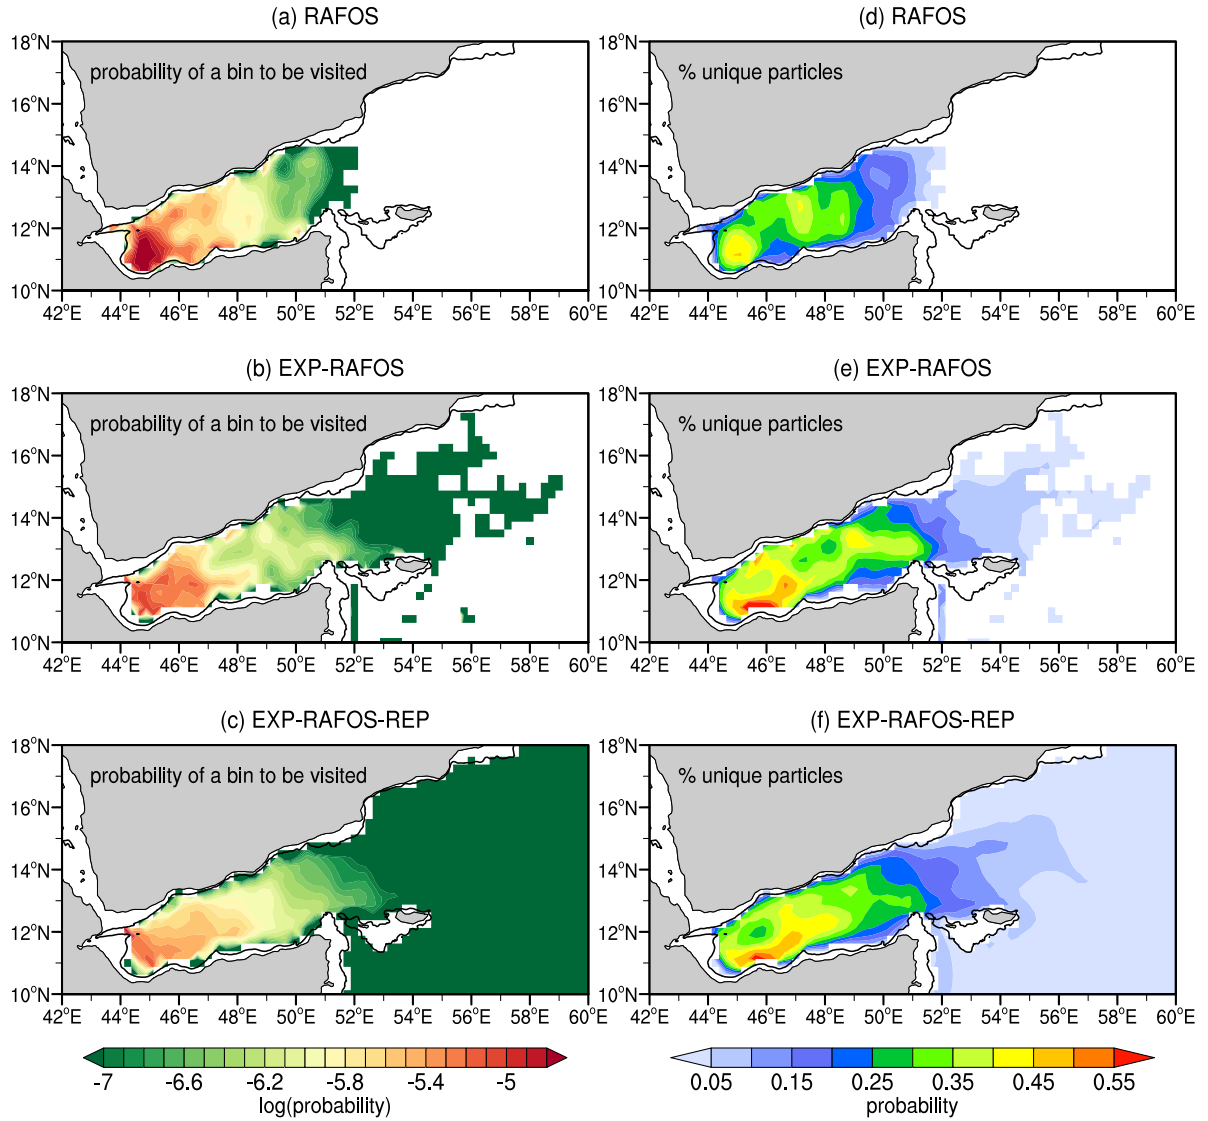 (a) RAFOS
probability of a bin to be visited
18°N
16°N
14°N
12°N
10°N
42°E 44°E 46°E 48°E 50°E 52°E 54°E 56°E 58°E 60°E
(d) RAFOS
% unique particles
18°N
16°N
14°N
12°N
10°N
42°E 44°E 46°E 48°E 50°E 52°E 54°E 56°E 58°E 60°E
(b) EXP-RAFOS
probability of a bin to be visited
18°N
16°N
14°N
12°N
10°N
42°E 44°E 46°E 48°E 50°E 52°E 54°E 56°E 58°E 60°E
(e) EXP-RAFOS
% unique particles
18°N
16°N
14°N
12°N
10°N
42°E 44°E 46°E 48°E 50°E 52°E 54°E 56°E 58°E 60°E
(c) EXP-RAFOS-REP
probability of a bin to be visited
18°N
16°N
14°N
12°N
10°N
42°E 44°E 46°E 48°E 50°E 52°E 54°E 56°E 58°E 60°E
(f) EXP-RAFOS-REP
% unique particles
18°N
16°N
14°N
12°N
10°N
42°E 44°E 46°E 48°E 50°E 52°E 54°E 56°E 58°E 60°E
-7 -6.6 -6.2 -5.8 -5.4 -5
log(probability)
0.05 0.15 0.25 0.35 0.45 0.55
probability